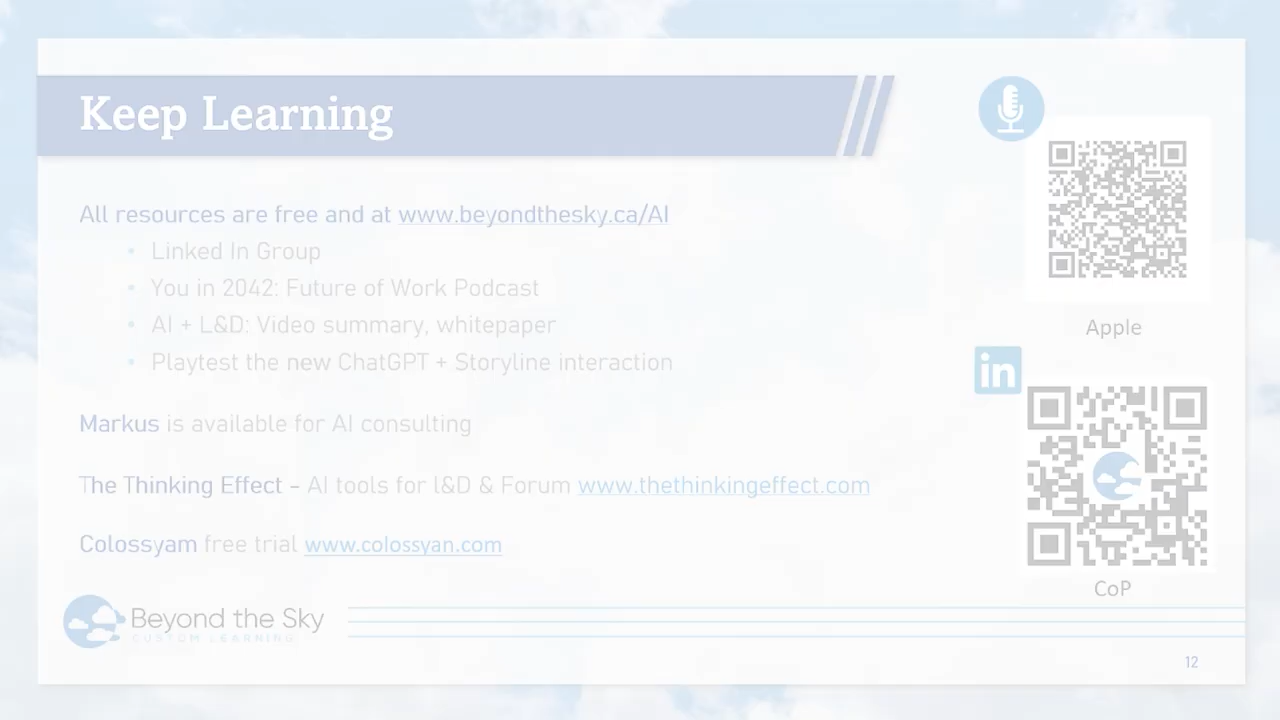 Keep Learning
All resources are free and at www.beyondthesky.ca/AI
• Linked In Group
• You in 2042: Future of Work Podcast
• AI + L&D: Video summary, whitepaper
• Playtest the new ChatGPT + Storyline interaction
Markus is available for AI consulting
The Thinking Effect – AI tools for l&D & Forum www.thethinkingeffect.com
Colossyam free trial www.colossyan.com
Apple
in
CoP
Beyond the Sky
CUSTOM LEARNING
12